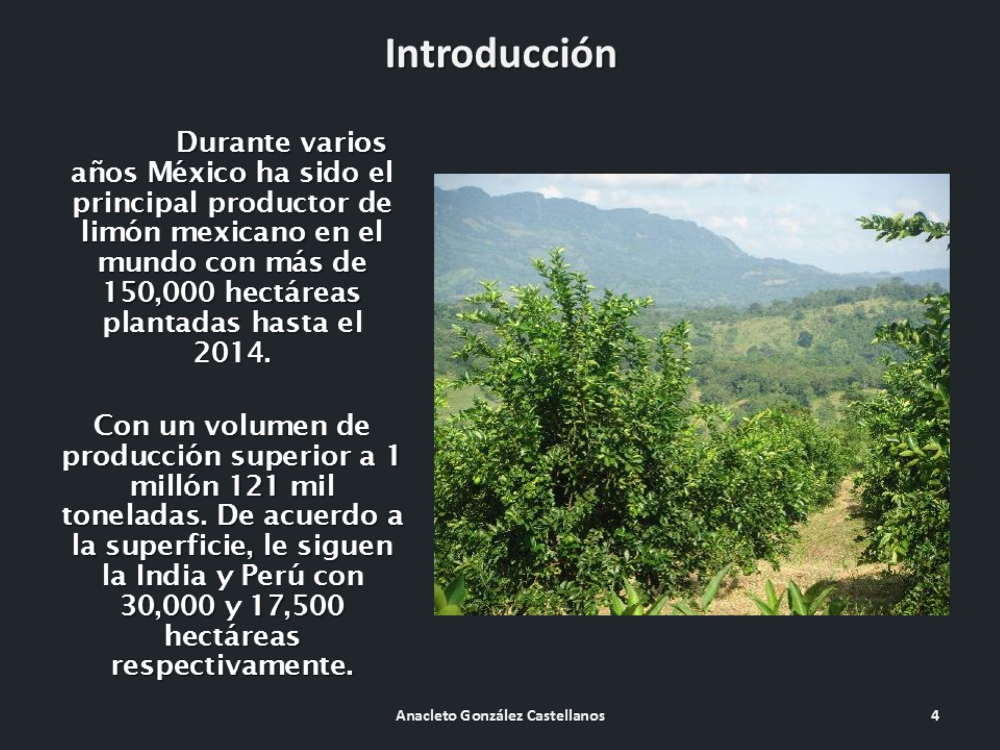 Introducción
Durante varios
años México ha sido el
principal productor de
limón mexicano en el
mundo con más de
150,000 hectáreas
plantadas hasta el
2014.
Con un volumen de
producción superior a 1
millón 121 mil
toneladas. De acuerdo a
la superficie, le siguen
la India y Perú con
30,000 y 17,500
hectáreas
respectivamente.
Anacleto González Castellanos
4